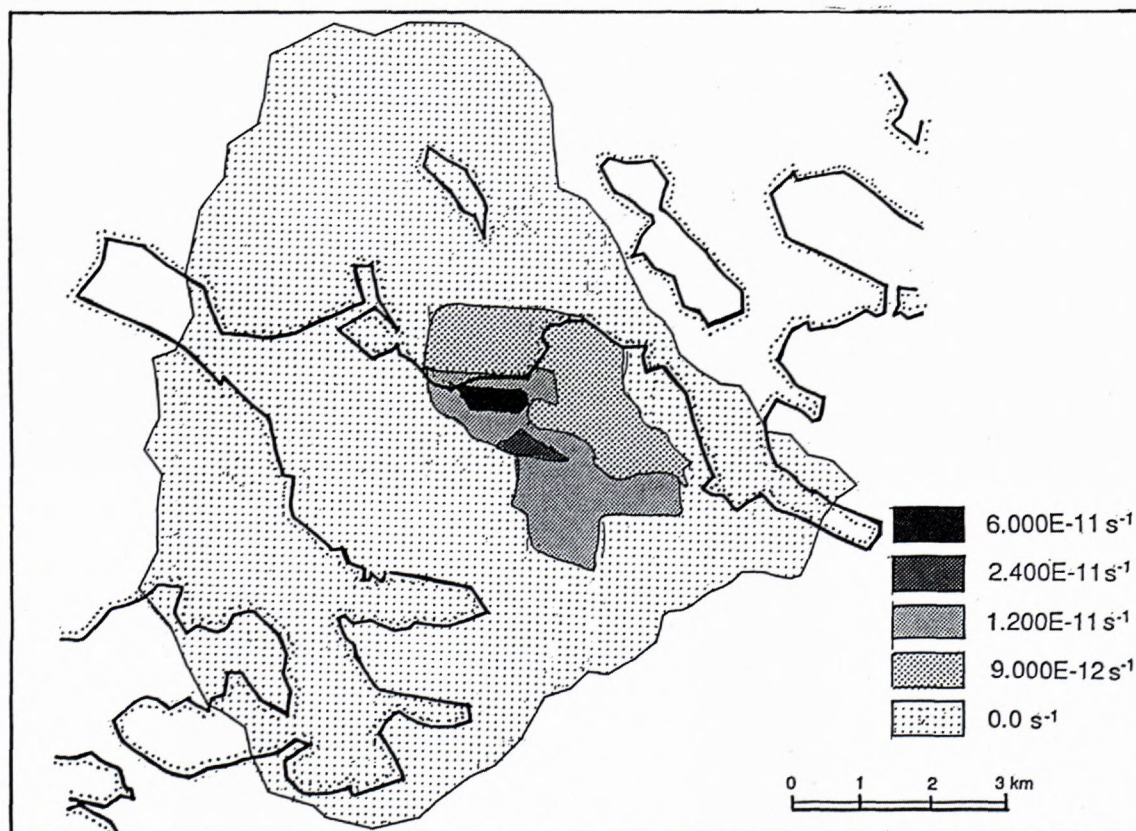 6.000E-11 s⁻¹
2.400E-11 s⁻¹
1.200E-11 s⁻¹
9.000E-12 s⁻¹
0.0 s⁻¹
0 1 2 3 km